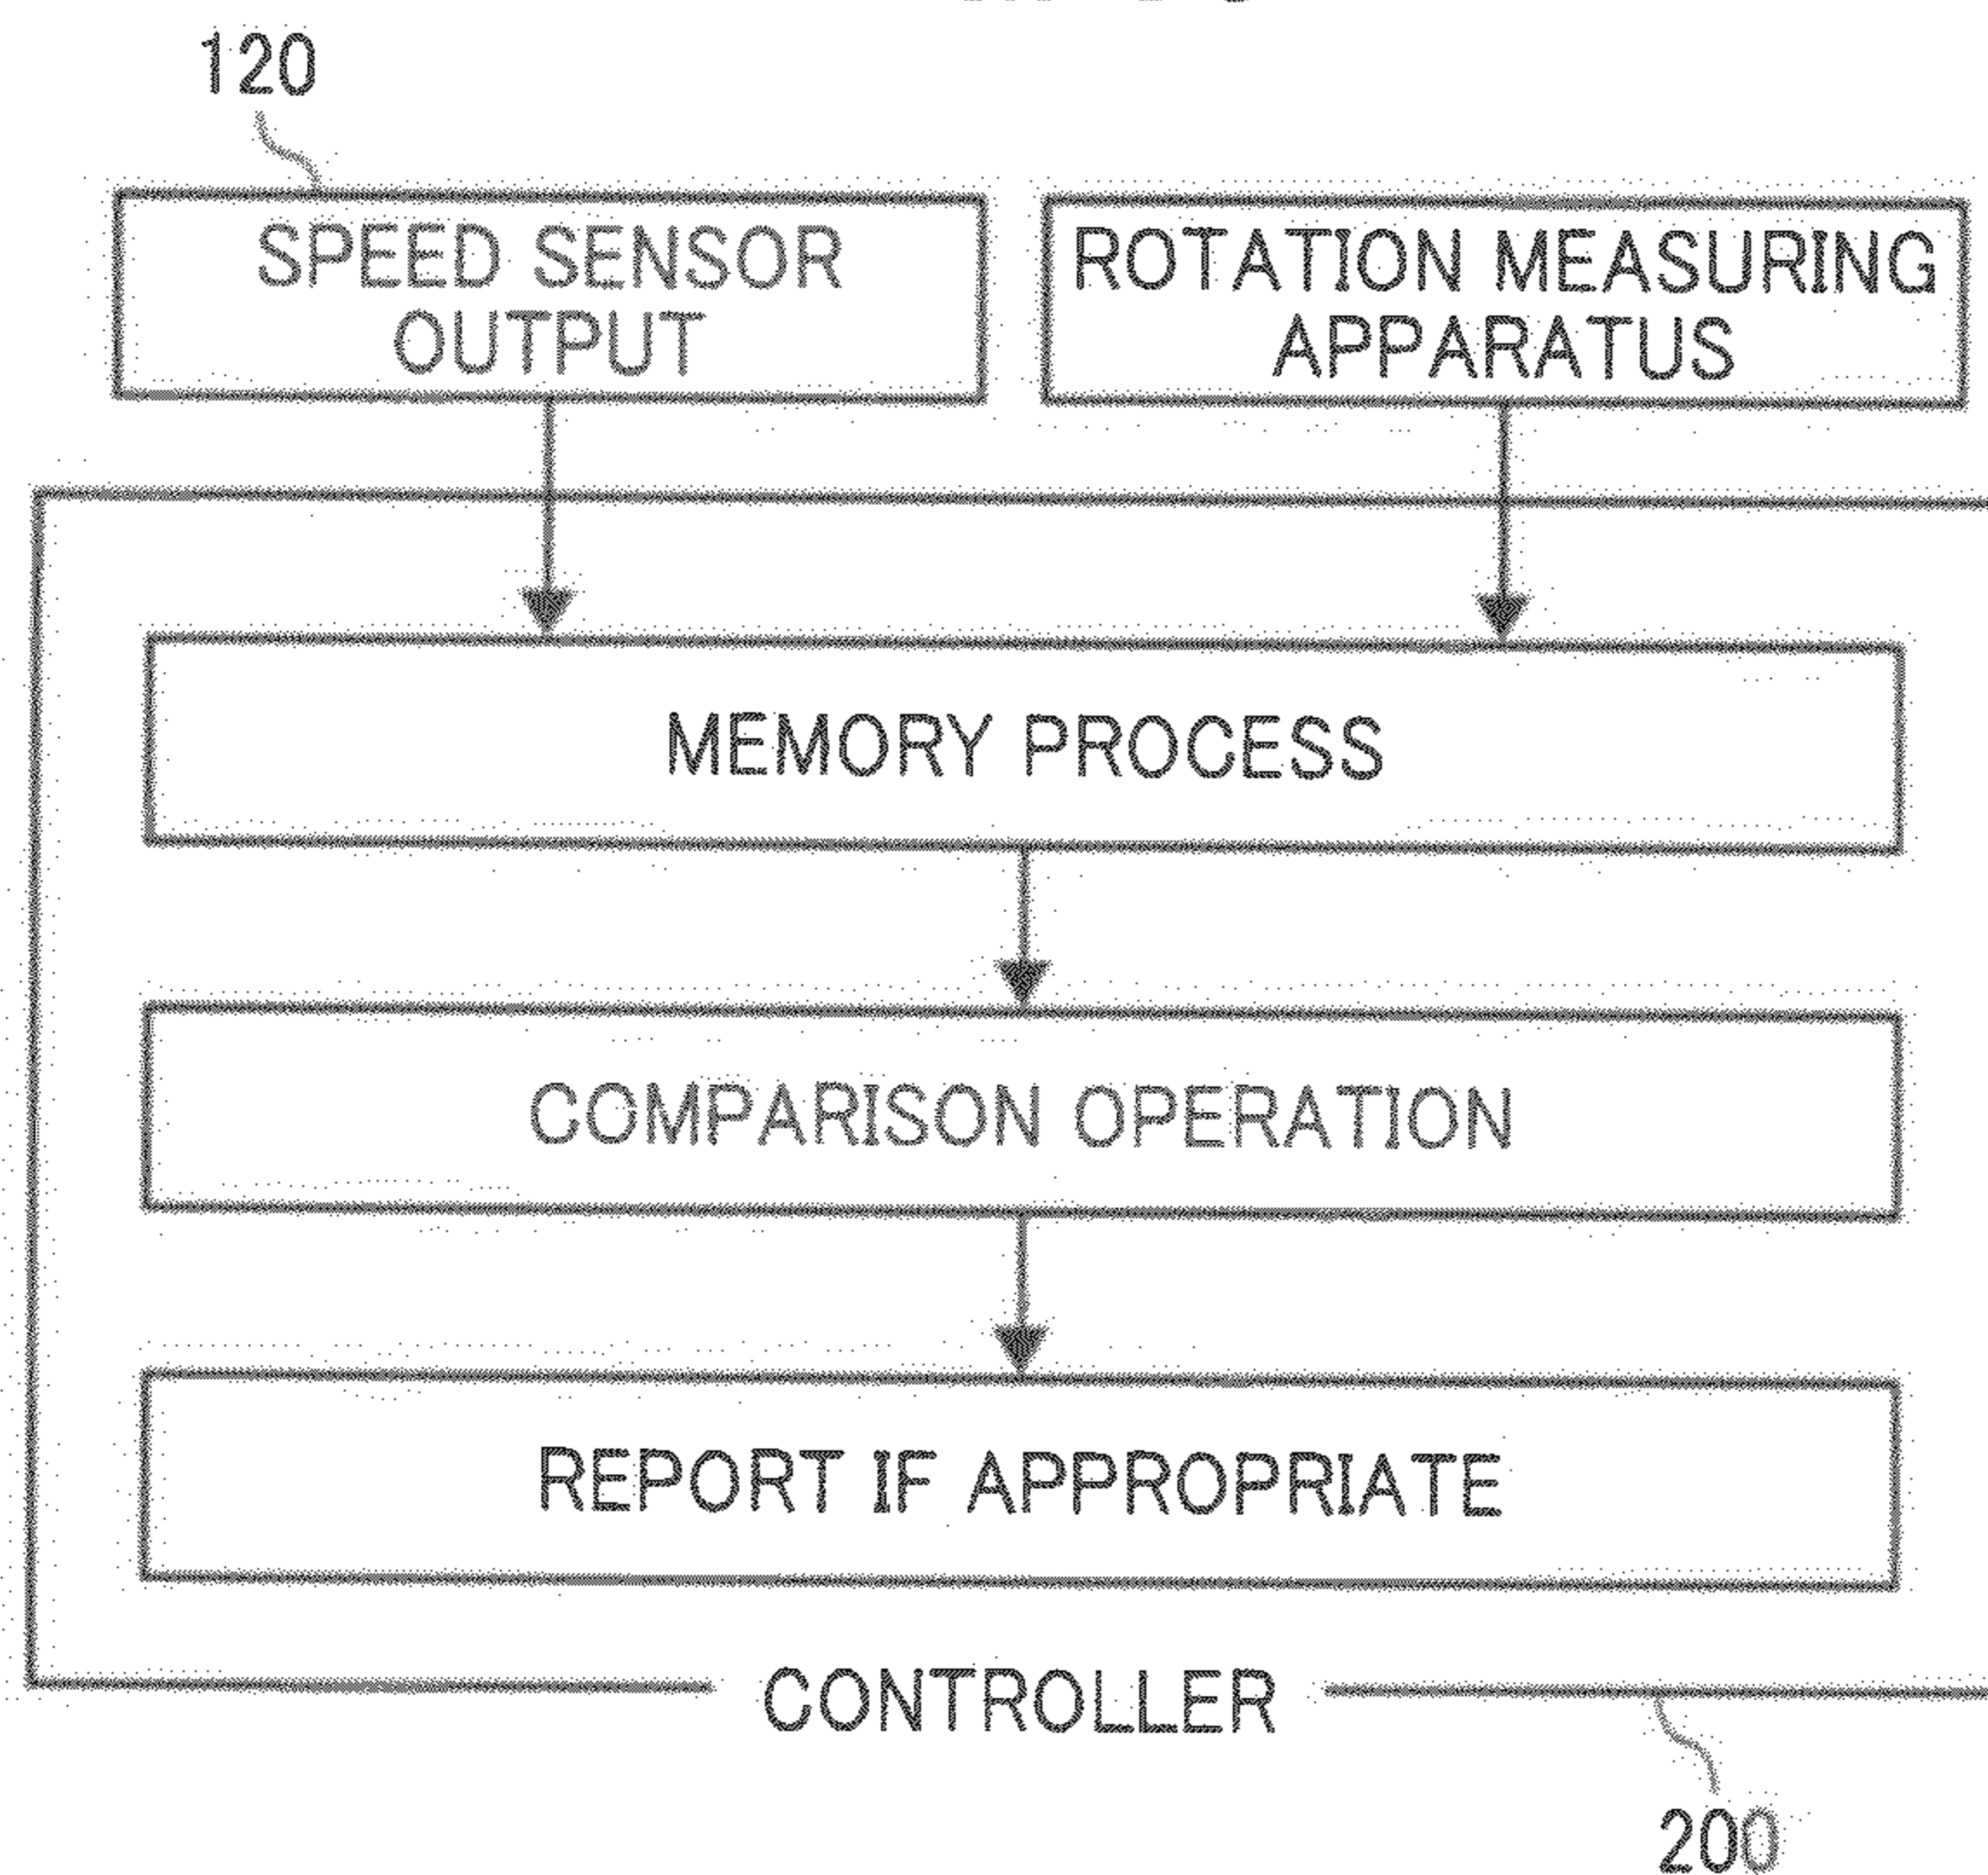 120
SPEED SENSOR
OUTPUT
ROTATION MEASURING
APPARATUS
MEMORY PROCESS
COMPARISON OPERATION
REPORT IF APPROPRIATE
CONTROLLER
200